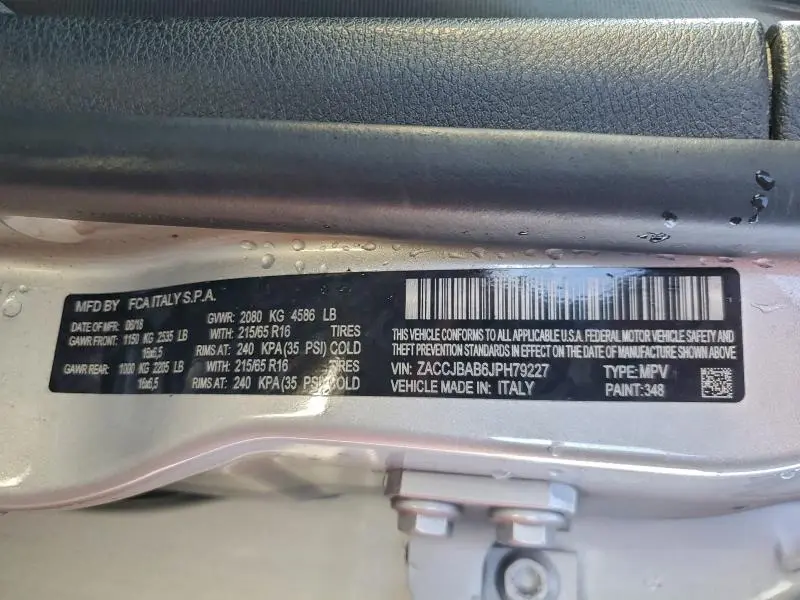 MFD BY FCA ITALY S.P.A.
DATE OF MFR 06/18 GVWR: 2080 KG 4586 LB
GAWR FRONT: 1150 KG 2535 LB WITH: 215/65 R16 TIRES
16x6,5 RIMS AT: 240 KPA (35 PSI) COLD
GAWR REAR: 1000 KG 2205 LB WITH: 215/65 R16 TIRES
16x6,5 RIMS AT: 240 KPA (35 PSI) COLD
THIS VEHICLE CONFORMS TO ALL APPLICABLE U.S.A. FEDERAL MOTOR VEHICLE SAFETY AND
THEFT PREVENTION STANDARDS IN EFFECT ON THE DATE OF MANUFACTURE SHOWN ABOVE
VIN: ZACCJBAB6JPH79227 TYPE: MPV
VEHICLE MADE IN: ITALY PAINT: 348